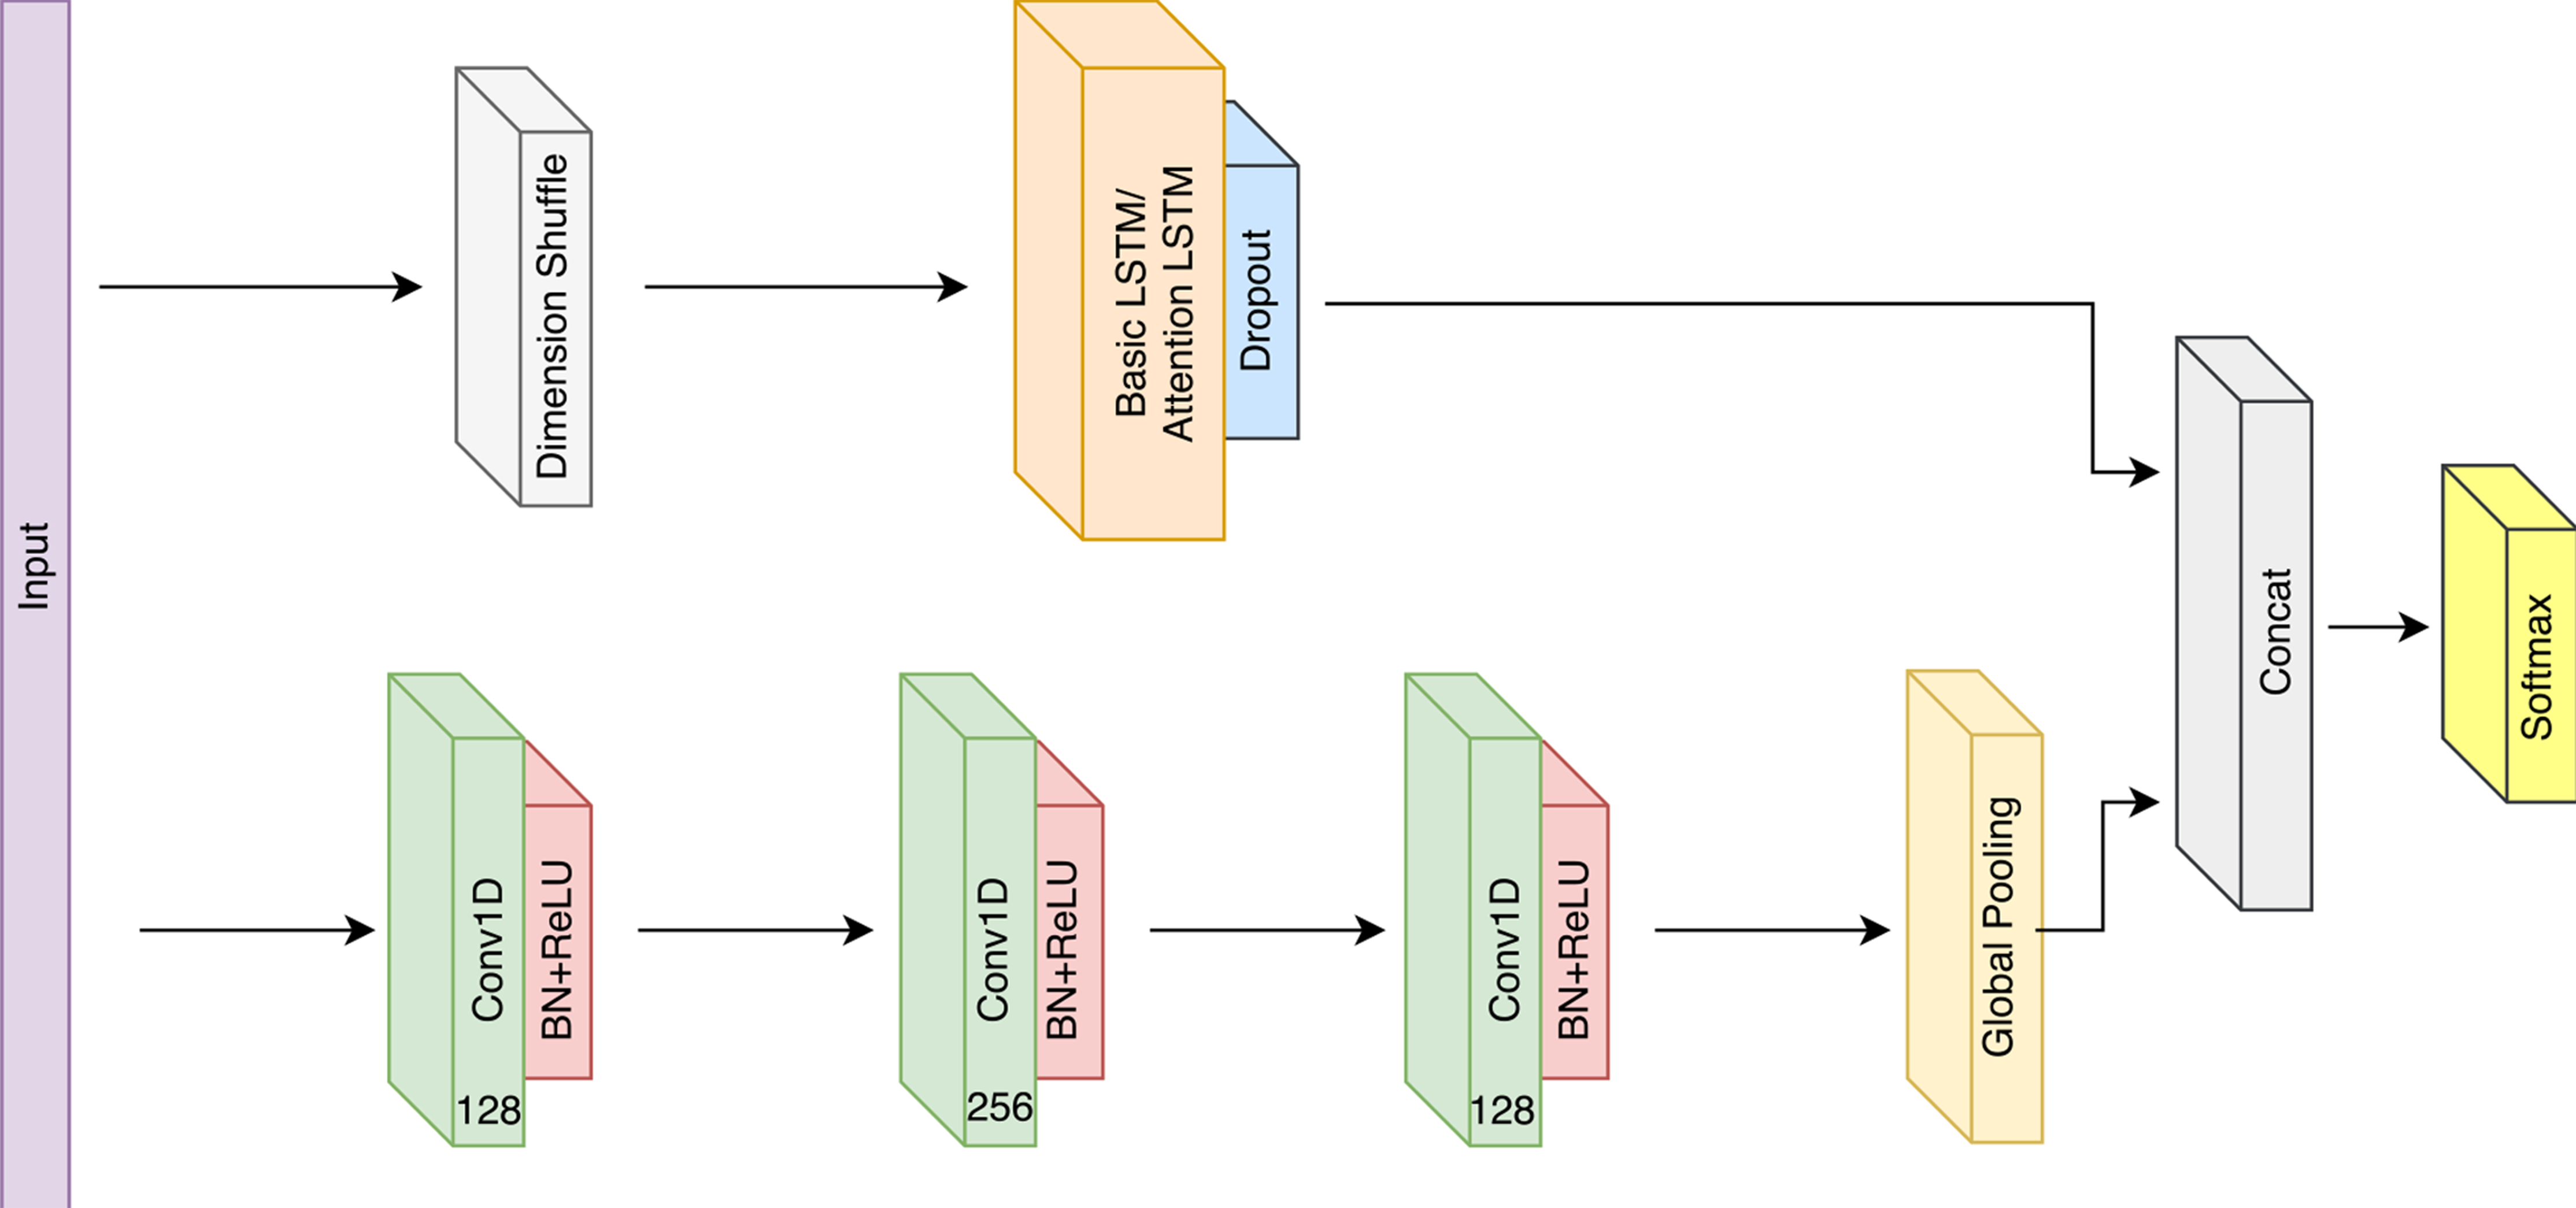 Input
Dimension Shuffle
Basic LSTM/
Attention LSTM
Dropout
Conv1D
128
BN+ReLU
Conv1D
256
BN+ReLU
Conv1D
128
BN+ReLU
Global Pooling
Concat
Softmax